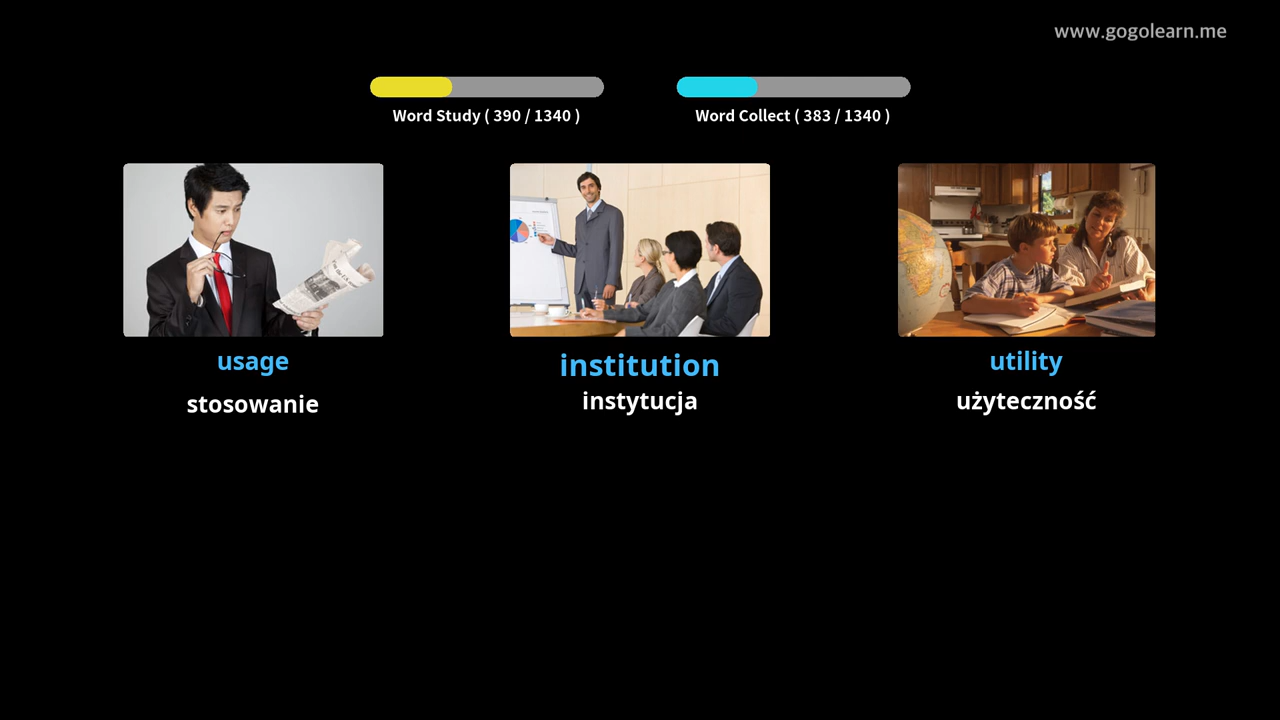 www.gogolearn.me
Word Study ( 390 / 1340 )
Word Collect ( 383 / 1340 )
usage
institution
utility
stosowanie
instytucja
użyteczność